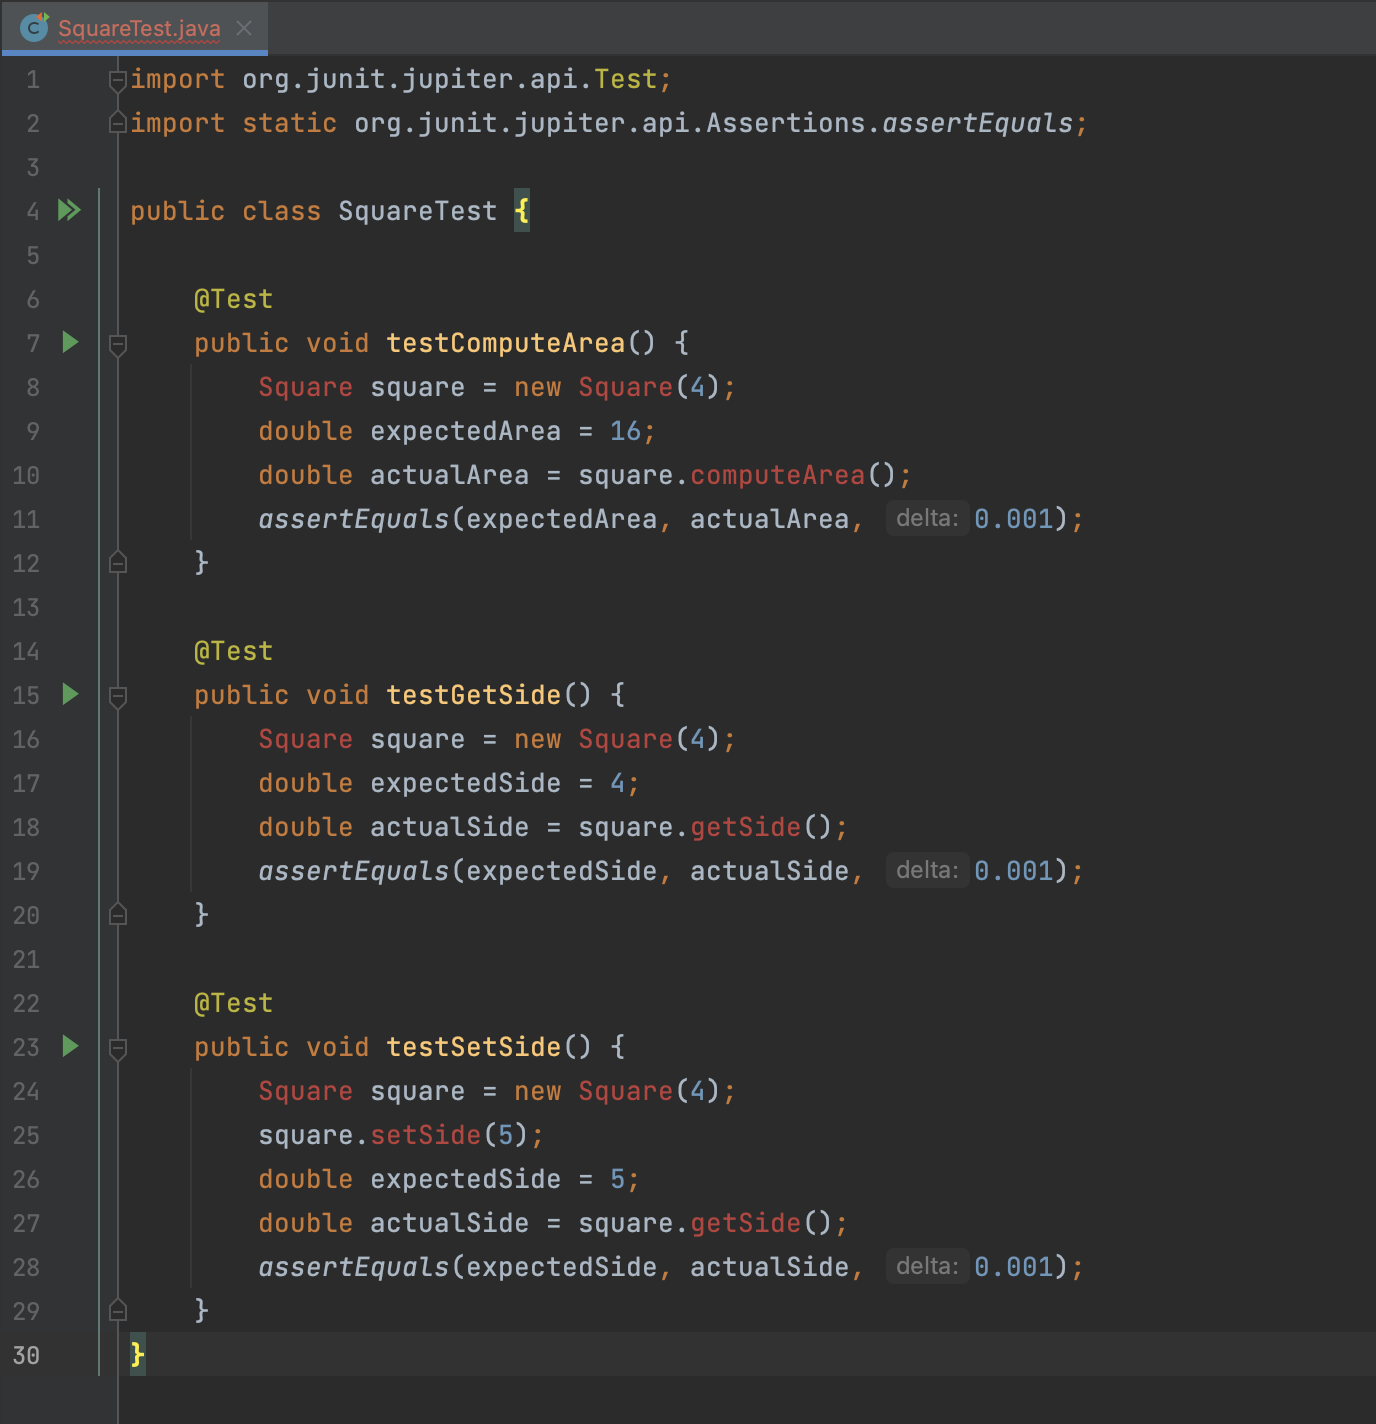 SquareTest.java
1 import org.junit.jupiter.api.Test;
2 import static org.junit.jupiter.api.Assertions.assertEquals;
3
4 public class SquareTest {
5
6 @Test
7 public void testComputeArea() {
8 Square square = new Square(4);
9 double expectedArea = 16;
10 double actualArea = square.computeArea();
11 assertEquals(expectedArea, actualArea, delta: 0.001);
12 }
13
14 @Test
15 public void testGetSide() {
16 Square square = new Square(4);
17 double expectedSide = 4;
18 double actualSide = square.getSide();
19 assertEquals(expectedSide, actualSide, delta: 0.001);
20 }
21
22 @Test
23 public void testSetSide() {
24 Square square = new Square(4);
25 square.setSide(5);
26 double expectedSide = 5;
27 double actualSide = square.getSide();
28 assertEquals(expectedSide, actualSide, delta: 0.001);
29 }
30 }